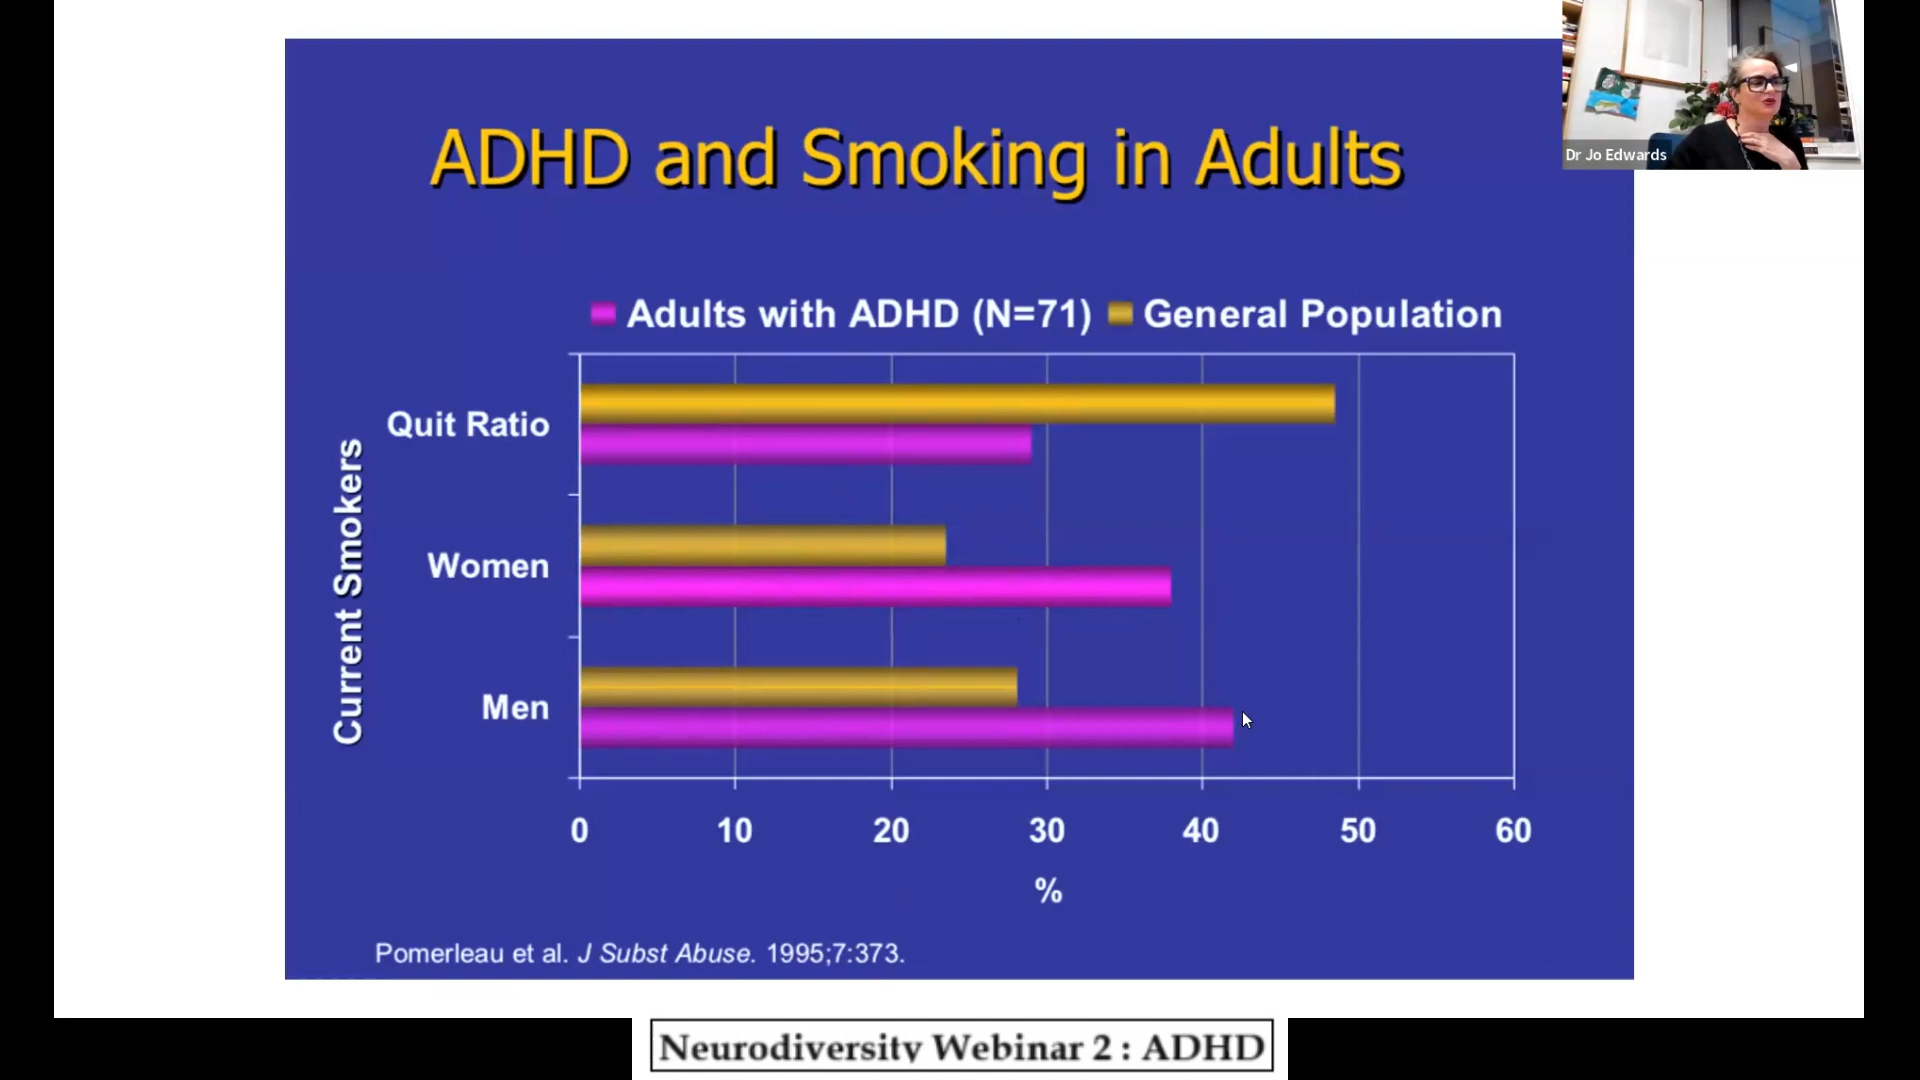 Dr Jo Edwards
ADHD and Smoking in Adults
Adults with ADHD (N=71) General Population
Current Smokers
Quit Ratio
Women
Men
0 10 20 30 40 50 60
%
Pomerleau et al. J Subst Abuse. 1995;7:373.
Neurodiversity Webinar 2 : ADHD